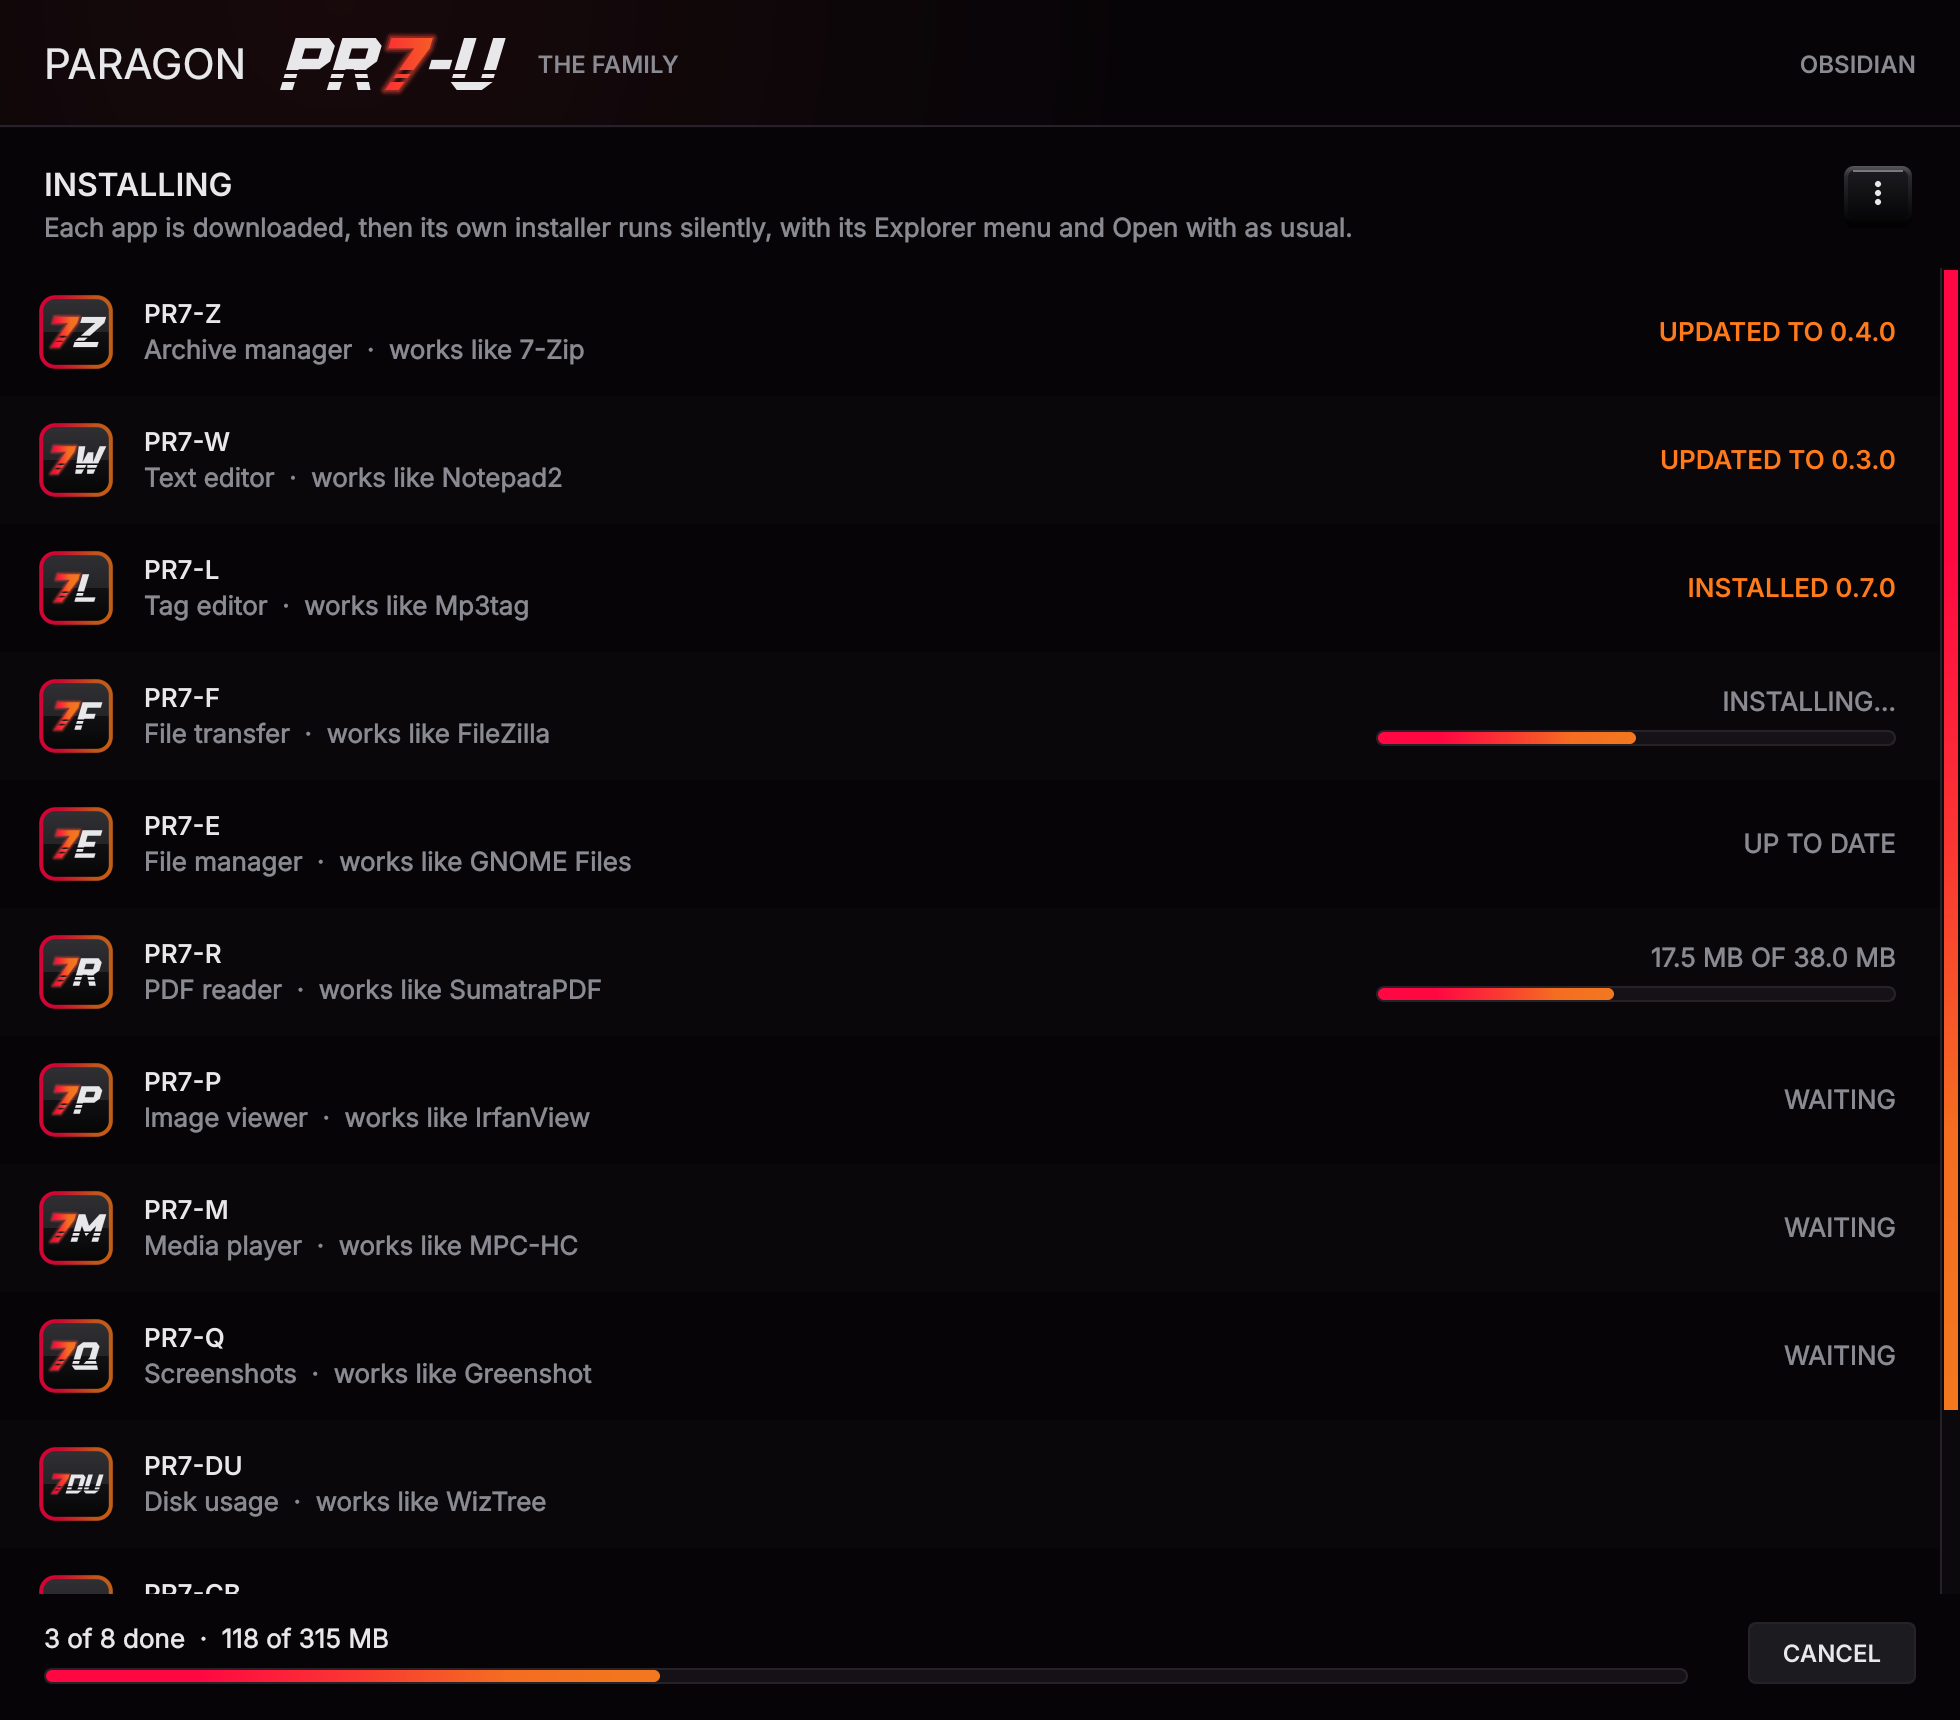 PARAGON PR7-U THE FAMILY OBSIDIAN
INSTALLING
Each app is downloaded, then its own installer runs silently, with its Explorer menu and Open with as usual.
7Z
PR7-Z
Archive manager · works like 7-Zip
UPDATED TO 0.4.0
7W
PR7-W
Text editor · works like Notepad2
UPDATED TO 0.3.0
7L
PR7-L
Tag editor · works like Mp3tag
INSTALLED 0.7.0
7F
PR7-F
File transfer · works like FileZilla
INSTALLING...
7E
PR7-E
File manager · works like GNOME Files
UP TO DATE
7R
PR7-R
PDF reader · works like SumatraPDF
17.5 MB OF 38.0 MB
7P
PR7-P
Image viewer · works like IrfanView
WAITING
7M
PR7-M
Media player · works like MPC-HC
WAITING
7Q
PR7-Q
Screenshots · works like Greenshot
WAITING
7DU
PR7-DU
Disk usage · works like WizTree
3 of 8 done · 118 of 315 MB
CANCEL